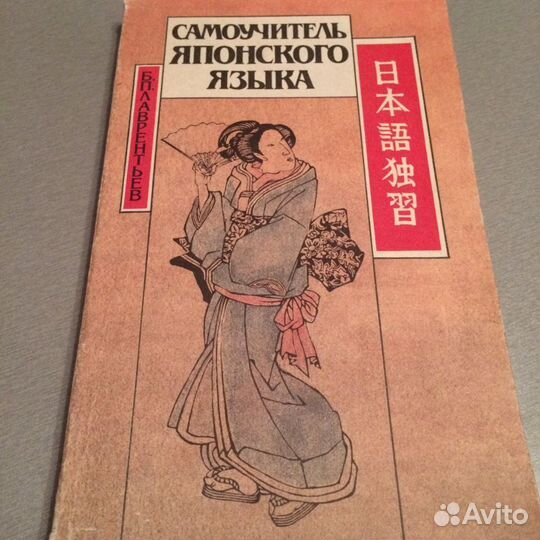 САМОУЧИТЕЛЬ
ЯПОНСКОГО
ЯЗЫКА
Б.П.ЛАВРЕНТЬЕВ
日本語独習
Avito